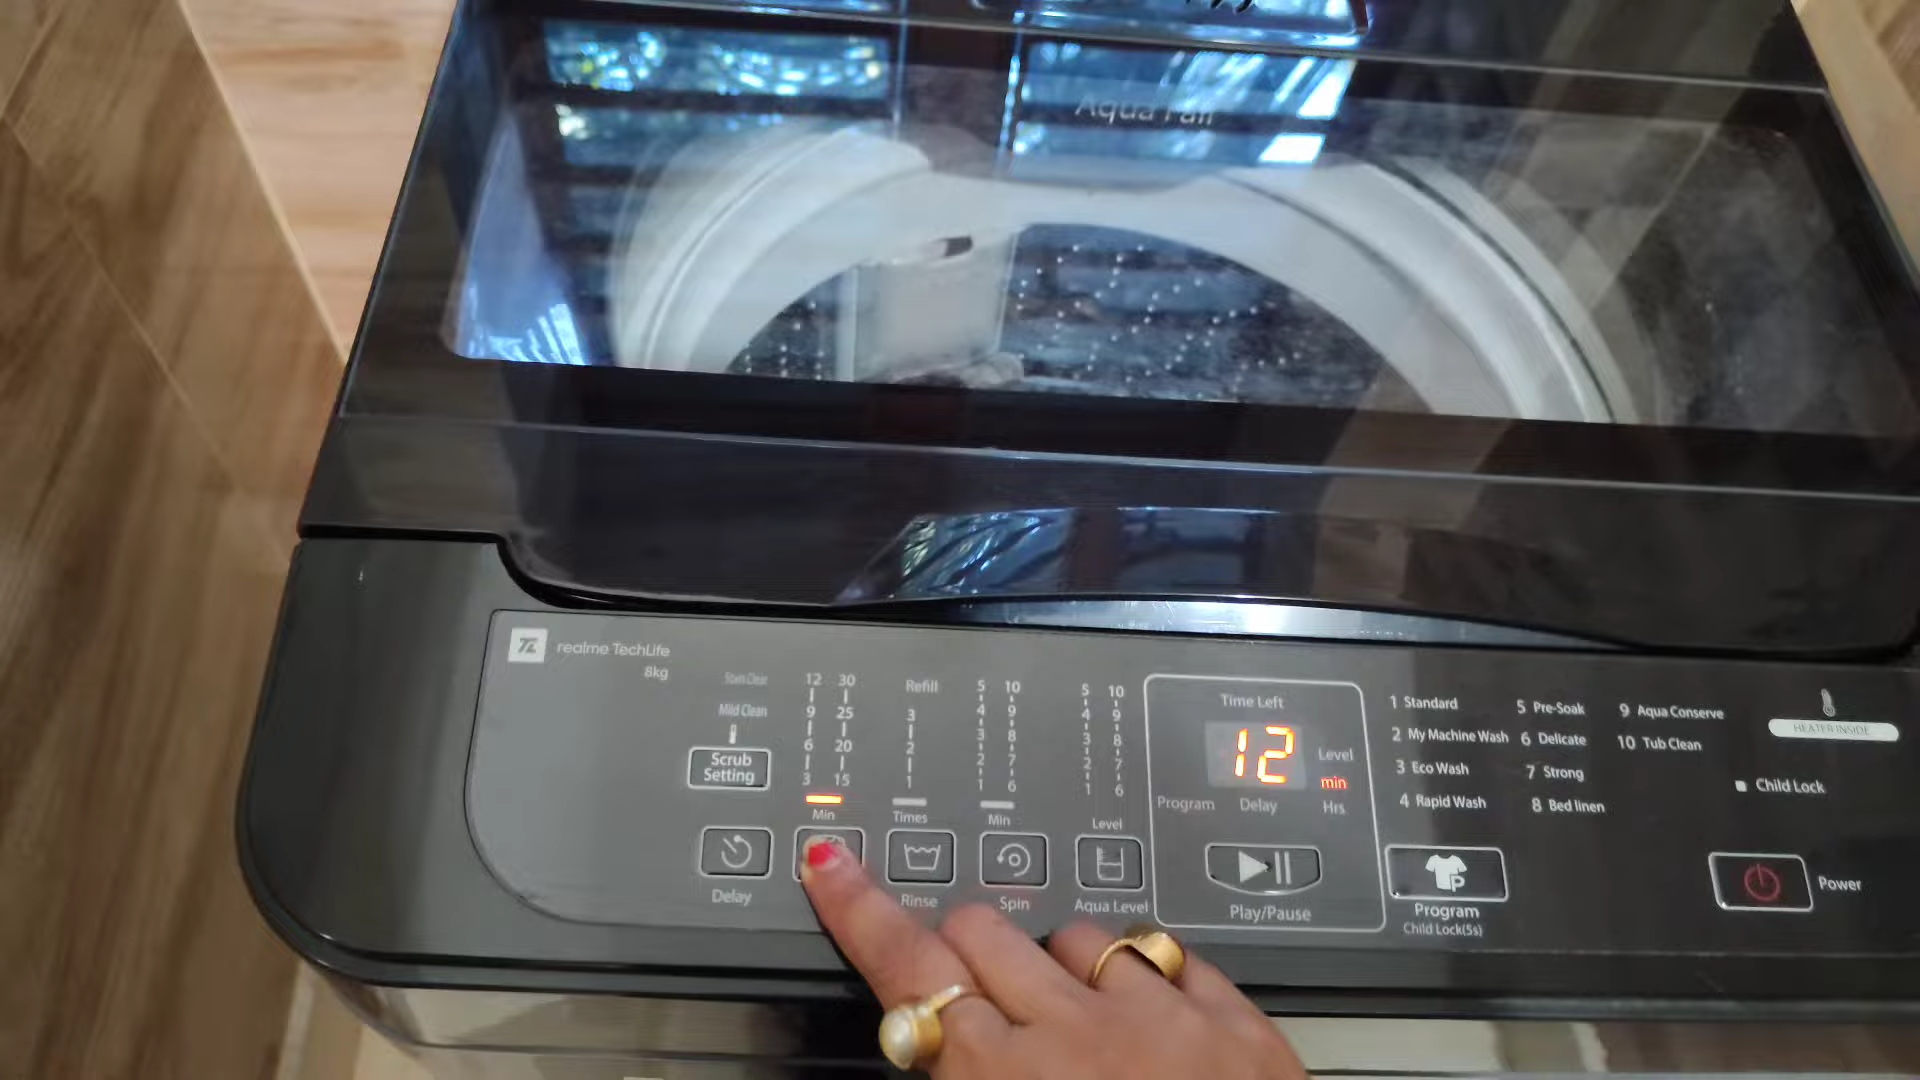 Aqua Fall
realme TechLife
8kg
Stain Clear
Mild Clean
Scrub
Setting
12 30
9 25
6 20
3 15
Min
Refill
3
2
1
Times
5 10
4 9
3 8
2 7
1 6
Min
5 10
4 9
3 8
2 7
1 6
Level
Delay
Rinse
Spin
Aqua Level
Time Left
12
Level
min
Program Delay Hrs
Play/Pause
1 Standard
2 My Machine Wash
3 Eco Wash
4 Rapid Wash
5 Pre-Soak
6 Delicate
7 Strong
8 Bed linen
9 Aqua Conserve
10 Tub Clean
HEATER INSIDE
Child Lock
P
Program
Child Lock(5s)
Power